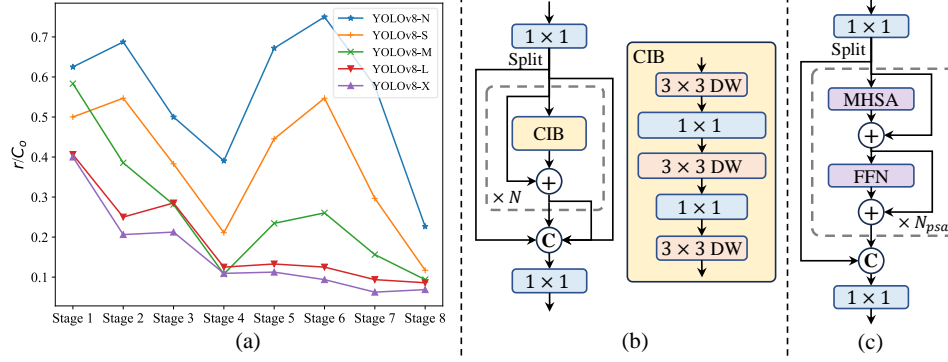 YOLOv8-N
YOLOv8-S
YOLOv8-M
YOLOv8-L
YOLOv8-X
r/C_o
0.7
0.6
0.5
0.4
0.3
0.2
0.1
Stage 1 Stage 2 Stage 3 Stage 4 Stage 5 Stage 6 Stage 7 Stage 8
(a)
1 × 1
Split
CIB
+
× N
C
1 × 1
CIB
3 × 3 DW
1 × 1
3 × 3 DW
1 × 1
3 × 3 DW
(b)
1 × 1
Split
MHSA
+
FFN
+
× N_psa
C
1 × 1
(c)